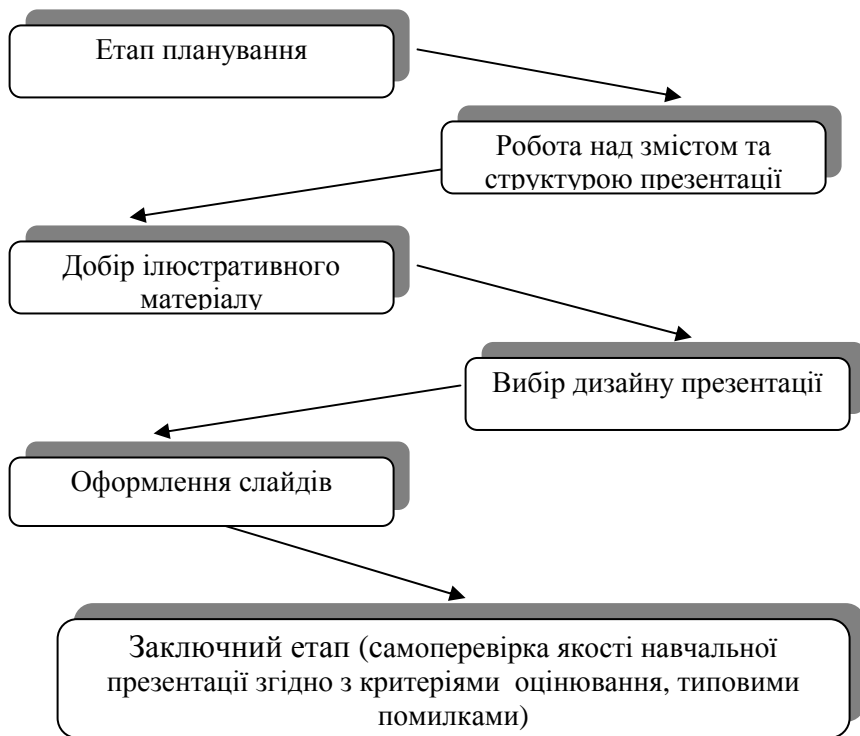 Етап планування
Робота над змістом та
структурою презентації
Добір ілюстративного
матеріалу
Вибір дизайну презентації
Оформлення слайдів
Заключний етап (самоперевірка якості навчальної
презентації згідно з критеріями оцінювання, типовими
помилками)